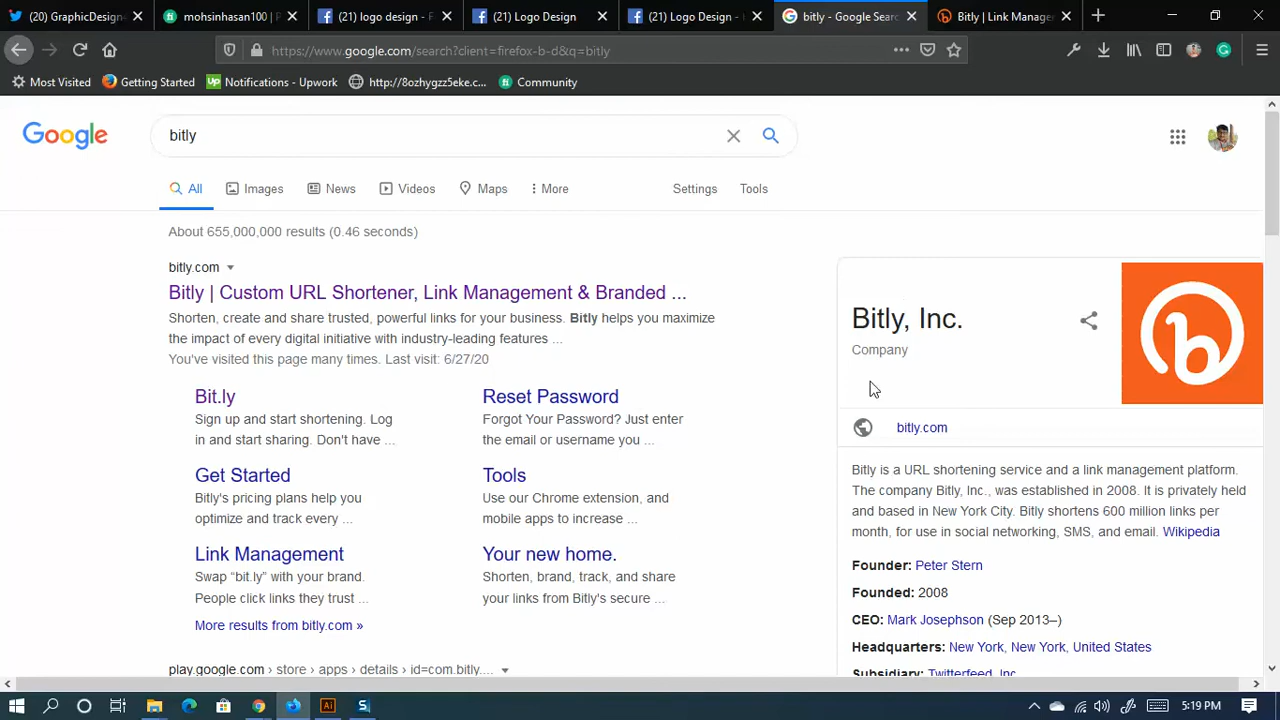 (20) GraphicDesign
mohsinhasan100 | P
(21) logo design - F
(21) Logo Design
(21) Logo Design -
bitly - Google Sear
Bitly | Link Manage
https://www.google.com/search?client=firefox-b-d&q=bitly
Most Visited
Getting Started
Notifications - Upwork
http://8ozhygzz5eke.c...
Community
Google
bitly
All
Images
News
Videos
Maps
More
Settings
Tools
About 655,000,000 results (0.46 seconds)
bitly.com
Bitly | Custom URL Shortener, Link Management & Branded ...
Shorten, create and share trusted, powerful links for your business. Bitly helps you maximize
the impact of every digital initiative with industry-leading features ...
You've visited this page many times. Last visit: 6/27/20
Bit.ly
Sign up and start shortening. Log
in and start sharing. Don't have ...
Reset Password
Forgot Your Password? Just enter
the email or username you ...
Get Started
Bitly's pricing plans help you
optimize and track every ...
Tools
Use our Chrome extension, and
mobile apps to increase ...
Link Management
Swap “bit.ly” with your brand.
People click links they trust ...
Your new home.
Shorten, brand, track, and share
your links from Bitly's secure ...
More results from bitly.com »
play.google.com › store › apps › details › id=com.bitly....
Bitly, Inc.
Company
b
bitly.com
Bitly is a URL shortening service and a link management platform.
The company Bitly, Inc., was established in 2008. It is privately held
and based in New York City. Bitly shortens 600 million links per
month, for use in social networking, SMS, and email. Wikipedia
Founder: Peter Stern
Founded: 2008
CEO: Mark Josephson (Sep 2013–)
Headquarters: New York, New York, United States
Subsidiary: Twitterfeed, Inc.
Ai
S
5:19 PM